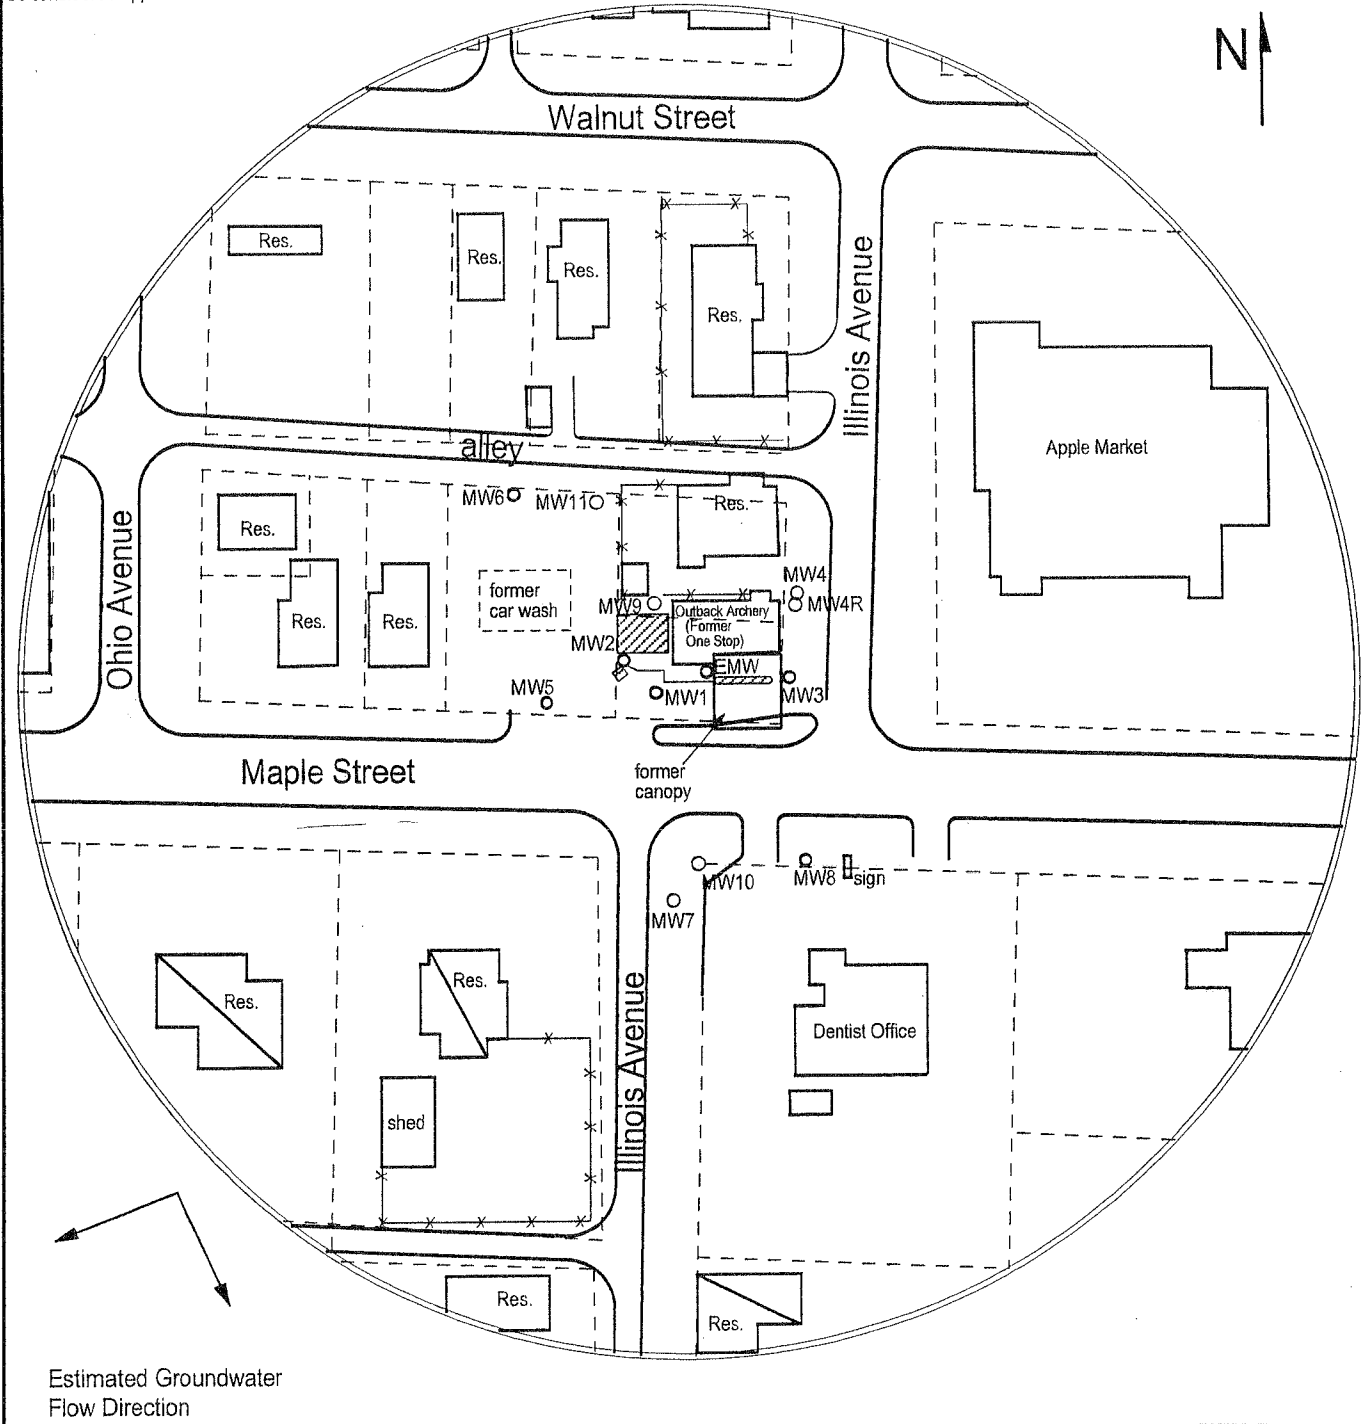 N
Walnut Street
Res.
Res.
Res.
Res.
Illinois Avenue
Apple Market
alley
MW6
MW11
Res.
Res.
Ohio Avenue
former
car wash
MW4
MW9
MW4R
Outback Archery
(Former
One Stop)
Res.
Res.
MW2
EMW
MW5
MW1
MW3
Maple Street
former
canopy
MW10
MW8
sign
MW7
Res.
Res.
Illinois Avenue
Dentist Office
shed
Res.
Res.
Estimated Groundwater
Flow Direction